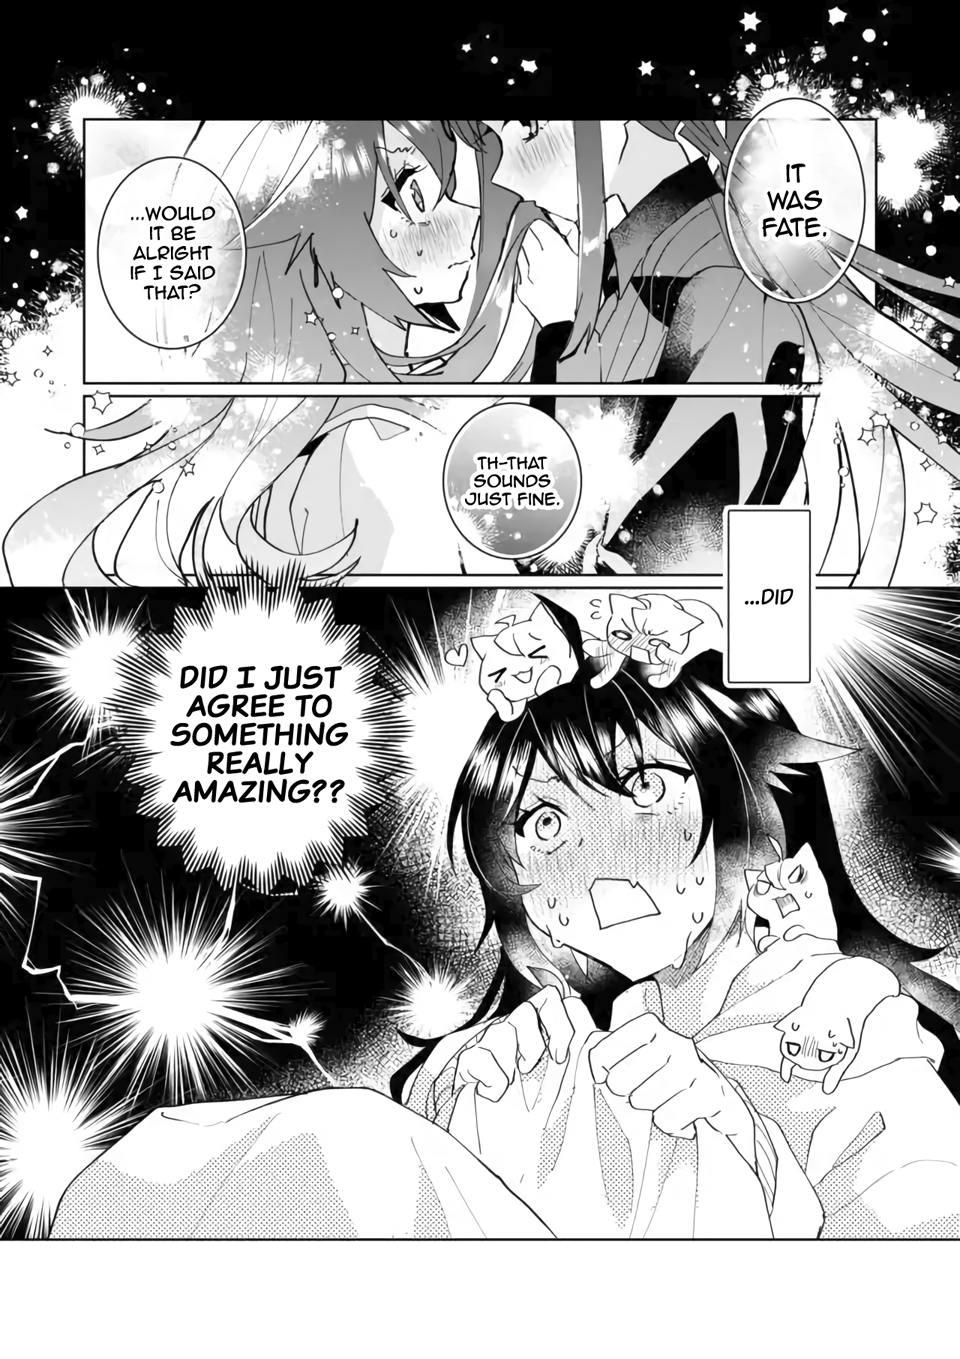 IT
WAS
FATE.
...WOULD
IT BE
ALRIGHT
IF I SAID
THAT?
TH-THAT
SOUNDS
JUST FINE.
...DID
DID I JUST
AGREE TO
SOMETHING
REALLY
AMAZING??